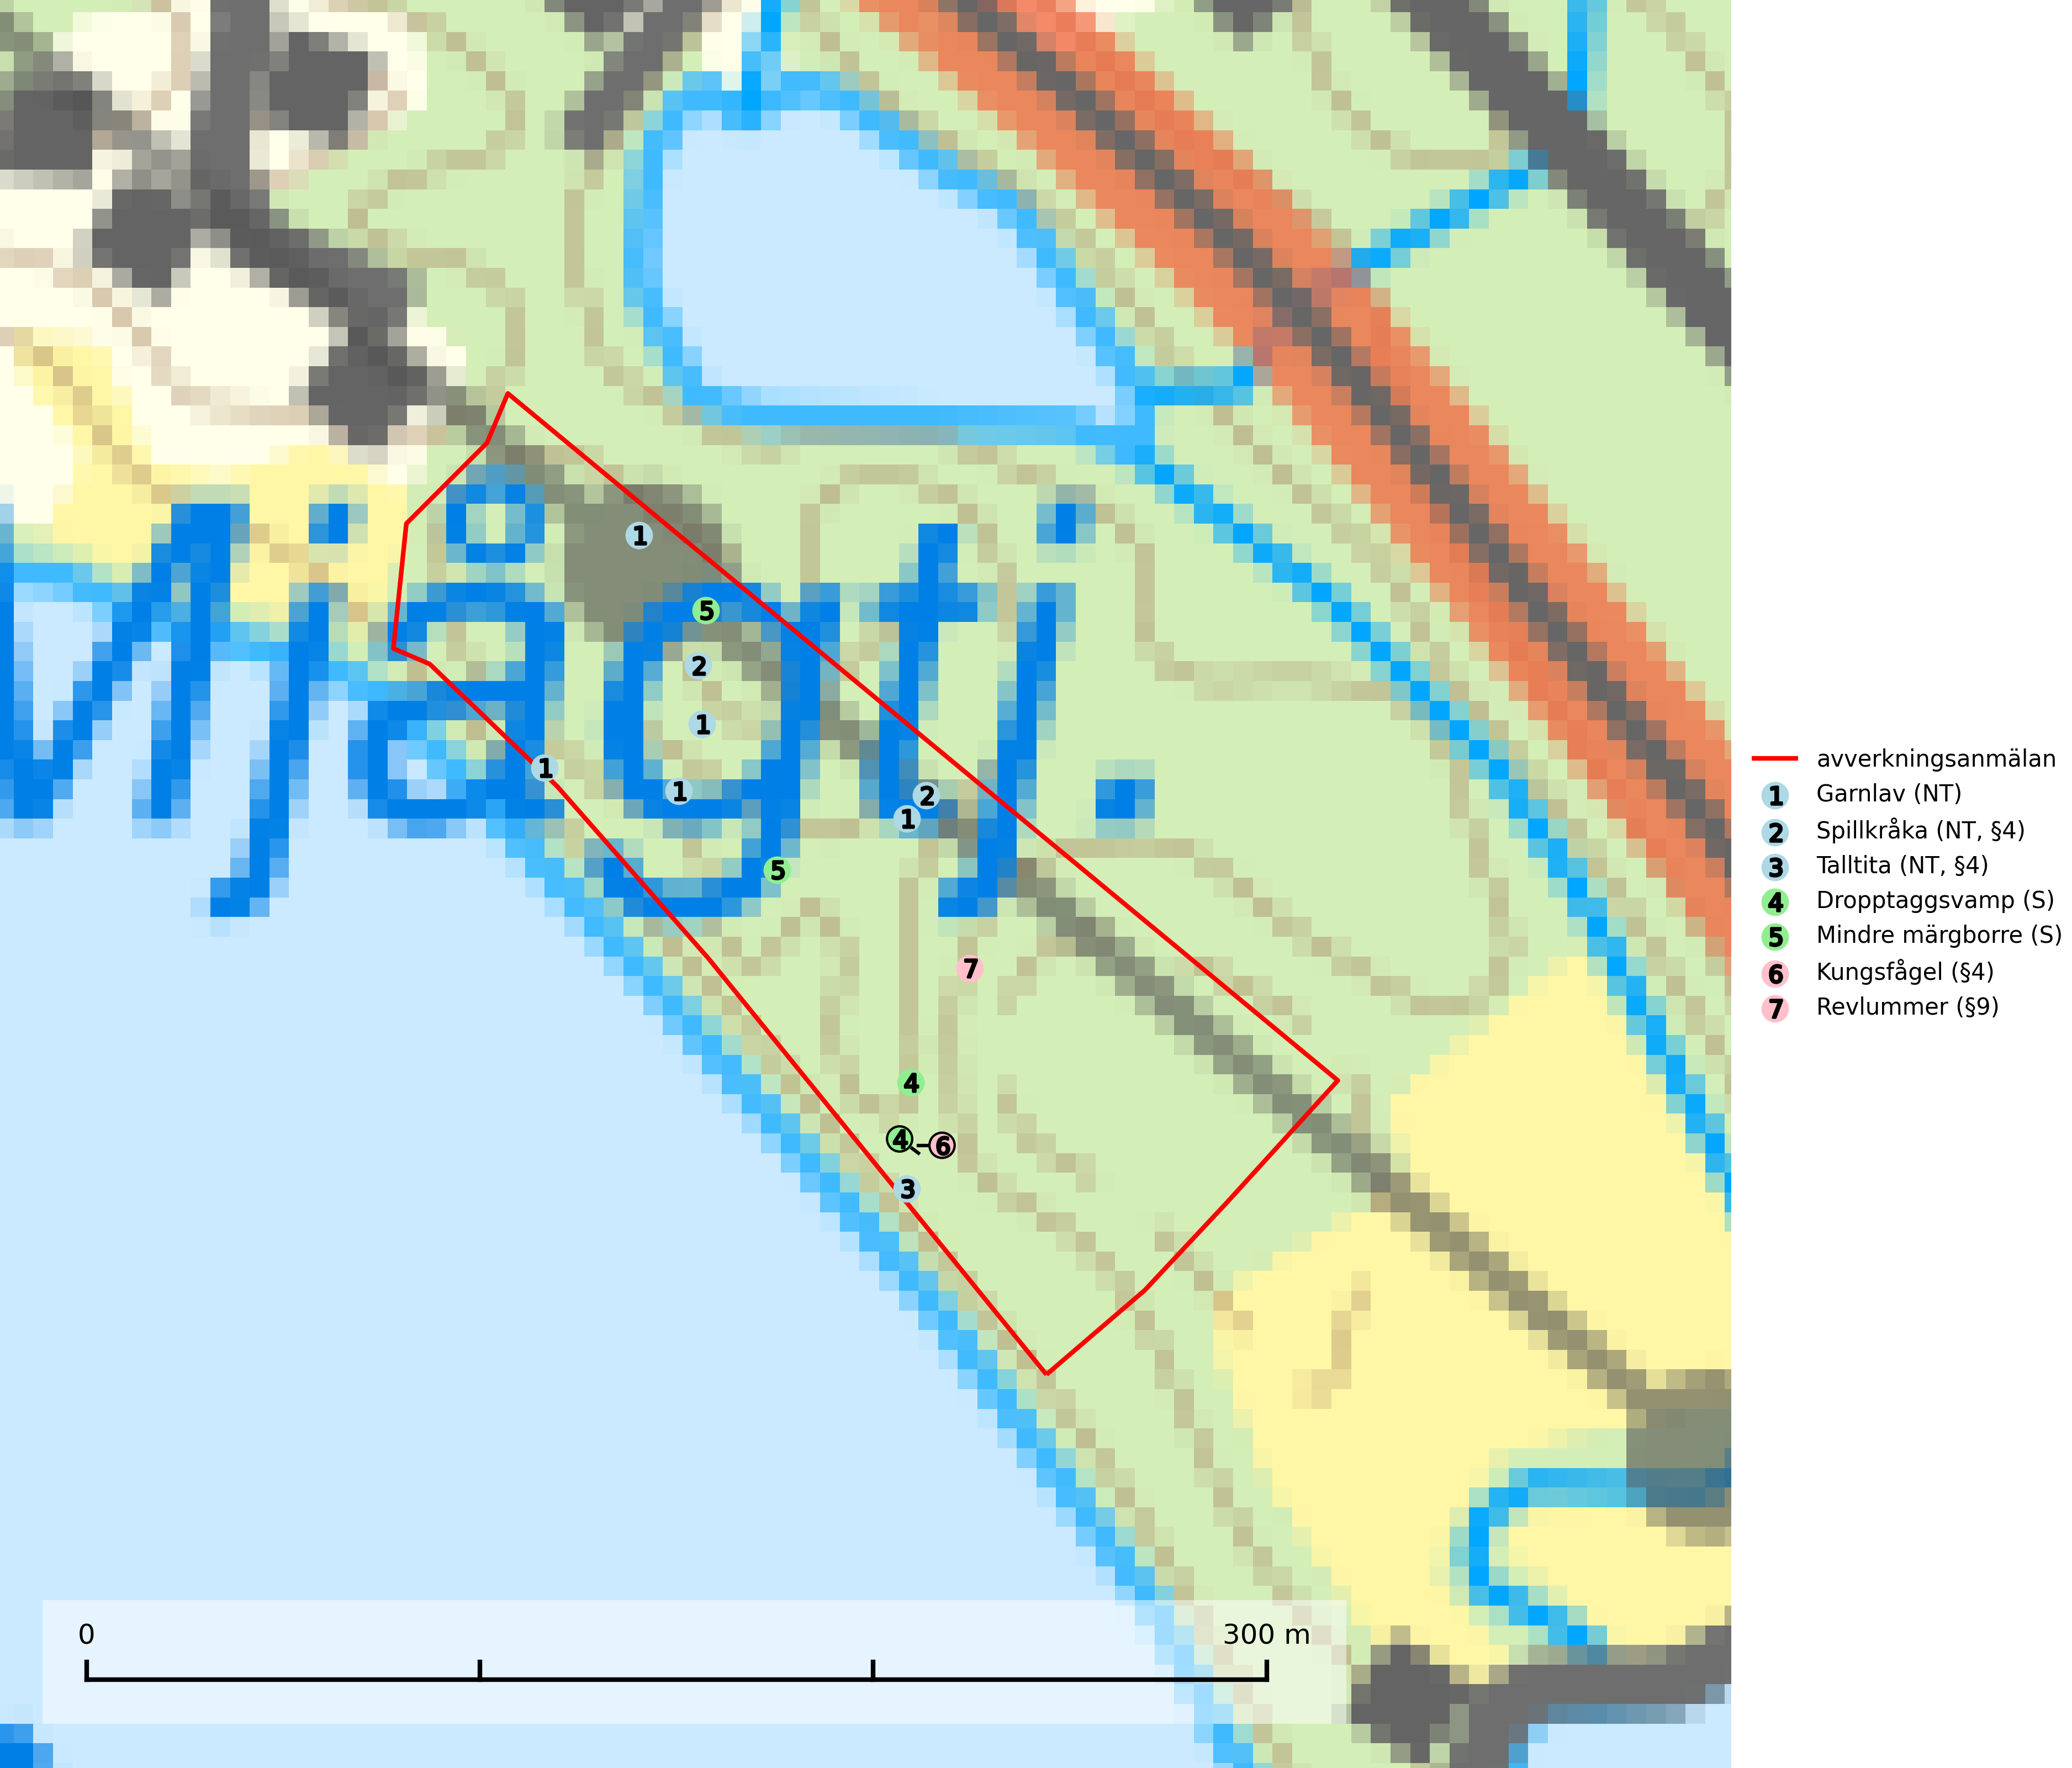 avverkningsanmälan
1 Garnlav (NT)
2 Spillkråka (NT, §4)
3 Talltita (NT, §4)
4 Dropptaggsvamp (S)
5 Mindre märgborre (S)
6 Kungsfågel (§4)
7 Revlummer (§9)
1
5
2
1
1
1
2
1
5
7
4
4 6
3
0 300 m